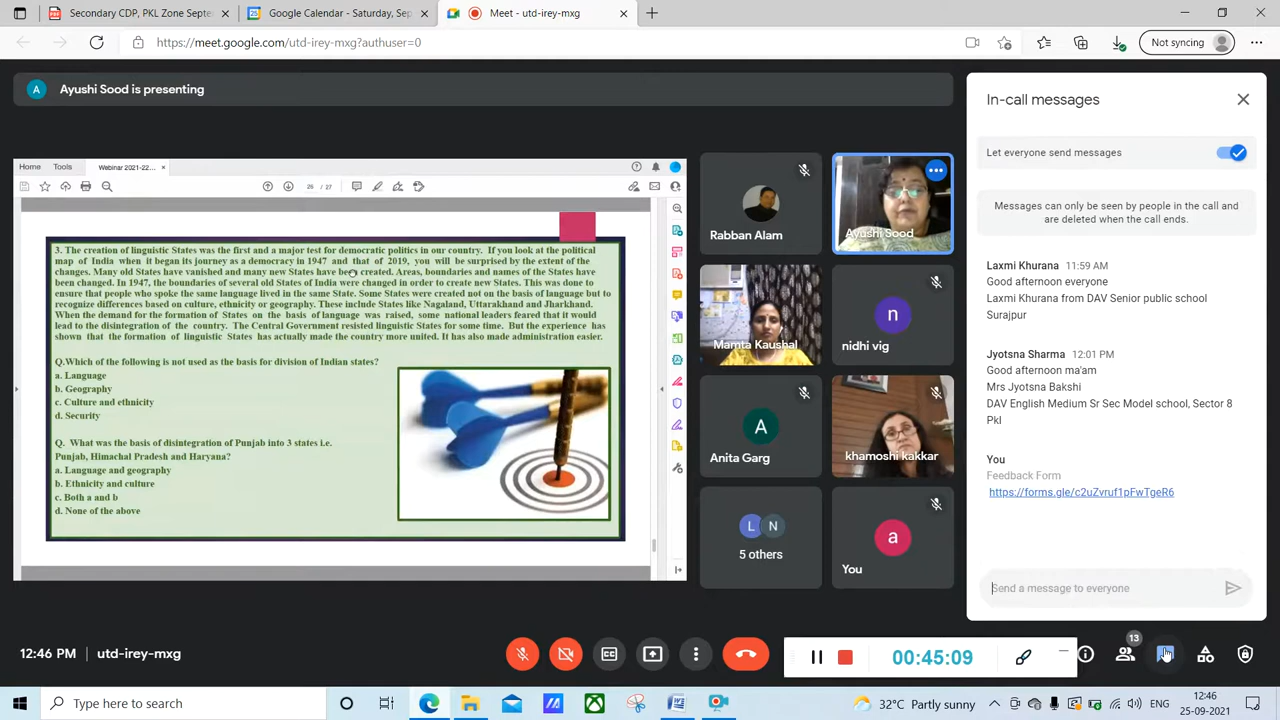 Secondary CDP, PKL Zone Septe
Google Calendar - Saturday, Sep
Meet - utd-irey-mxg
https://meet.google.com/utd-irey-mxg?authuser=0
Not syncing
A Ayushi Sood is presenting
Home Tools Webinar 2021-22...
26 / 27
3. The creation of linguistic States was the first and a major test for democratic politics in our country. If you look at the political
map of India when it began its journey as a democracy in 1947 and that of 2019, you will be surprised by the extent of the
changes. Many old States have vanished and many new States have been created. Areas, boundaries and names of the States have
been changed. In 1947, the boundaries of several old States of India were changed in order to create new States. This was done to
ensure that people who spoke the same language lived in the same State. Some States were created not on the basis of language but to
recognize differences based on culture, ethnicity or geography. These include States like Nagaland, Uttarakhand and Jharkhand.
When the demand for the formation of States on the basis of language was raised, some national leaders feared that it would
lead to the disintegration of the country. The Central Government resisted linguistic States for some time. But the experience has
shown that the formation of linguistic States has actually made the country more united. It has also made administration easier.
Q.Which of the following is not used as the basis for division of Indian states?
a. Language
b. Geography
c. Culture and ethnicity
d. Security
Q. What was the basis of disintegration of Punjab into 3 states i.e.
Punjab, Himachal Pradesh and Haryana?
a. Language and geography
b. Ethnicity and culture
c. Both a and b
d. None of the above
Rabban Alam
Ayushi Sood
Mamta Kaushal
n
nidhi vig
A
Anita Garg
khamoshi kakkar
L N
5 others
a
You
In-call messages
Let everyone send messages
Messages can only be seen by people in the call and
are deleted when the call ends.
Laxmi Khurana 11:59 AM
Good afternoon everyone
Laxmi Khurana from DAV Senior public school
Surajpur
Jyotsna Sharma 12:01 PM
Good afternoon ma'am
Mrs Jyotsna Bakshi
DAV English Medium Sr Sec Model school, Sector 8
Pkl
You
Feedback Form
https://forms.gle/c2uZvruf1pFwTgeR6
Send a message to everyone
12:46 PM | utd-irey-mxg
00:45:09
13
Type here to search
32°C Partly sunny
ENG
12:46
25-09-2021